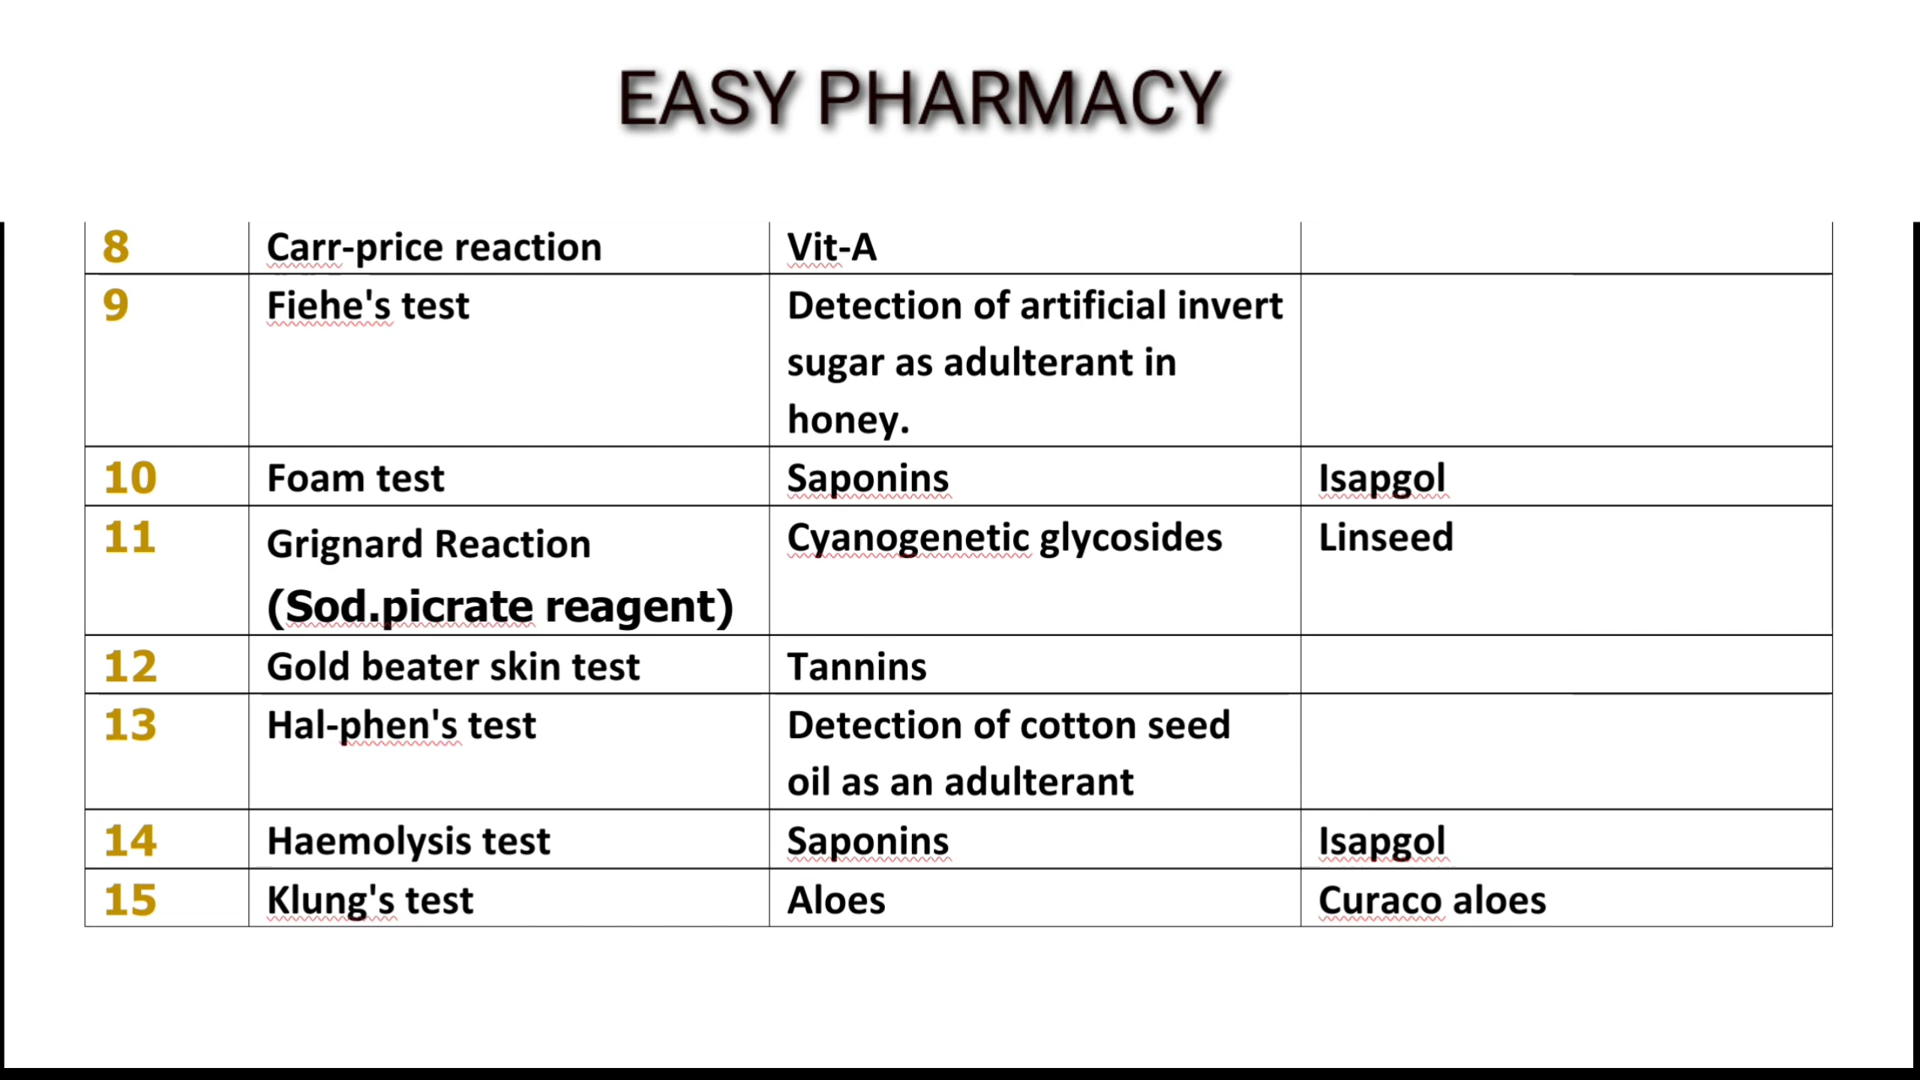 EASY PHARMACY
8 Carr-price reaction Vit-A
9 Fiehe's test Detection of artificial invert
sugar as adulterant in
honey.
10 Foam test Saponins Isapgol
11 Grignard Reaction Cyanogenetic glycosides Linseed
(Sod.picrate reagent)
12 Gold beater skin test Tannins
13 Hal-phen's test Detection of cotton seed
oil as an adulterant
14 Haemolysis test Saponins Isapgol
15 Klung's test Aloes Curaco aloes